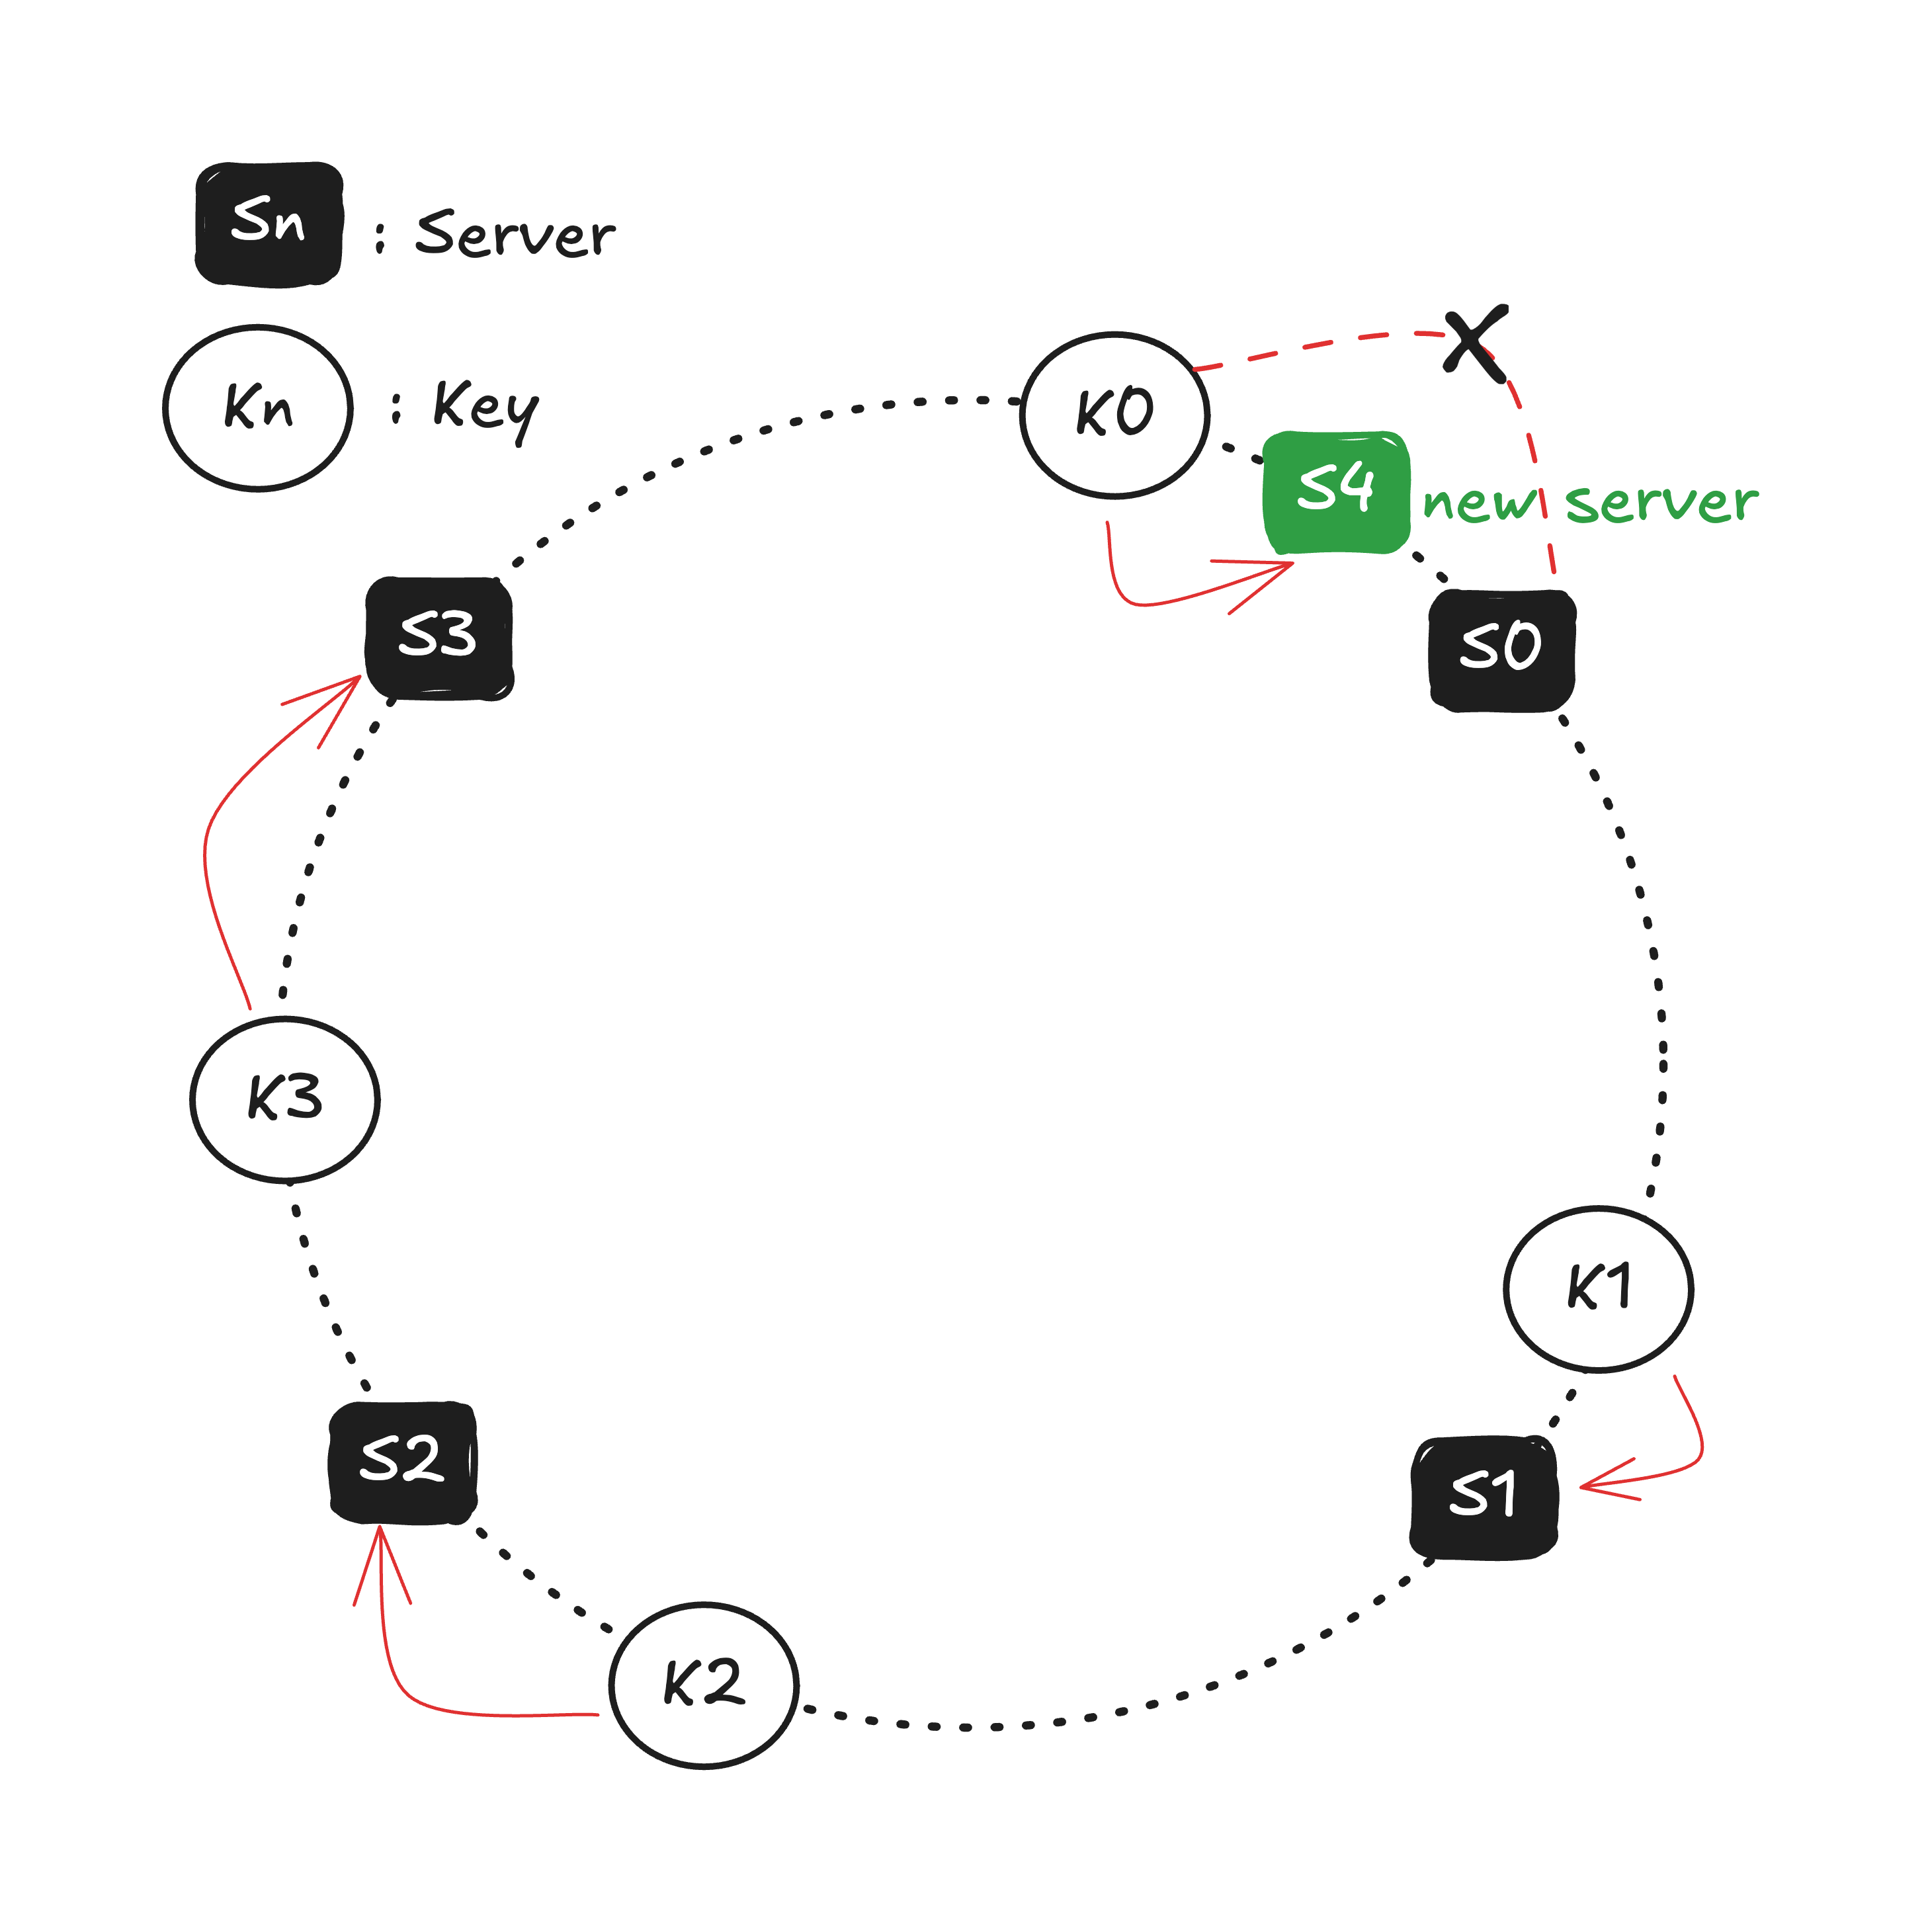 Sn : Server
Kn : Key
K0
S4 new server
S3
S0
K3
K1
S2
S1
K2